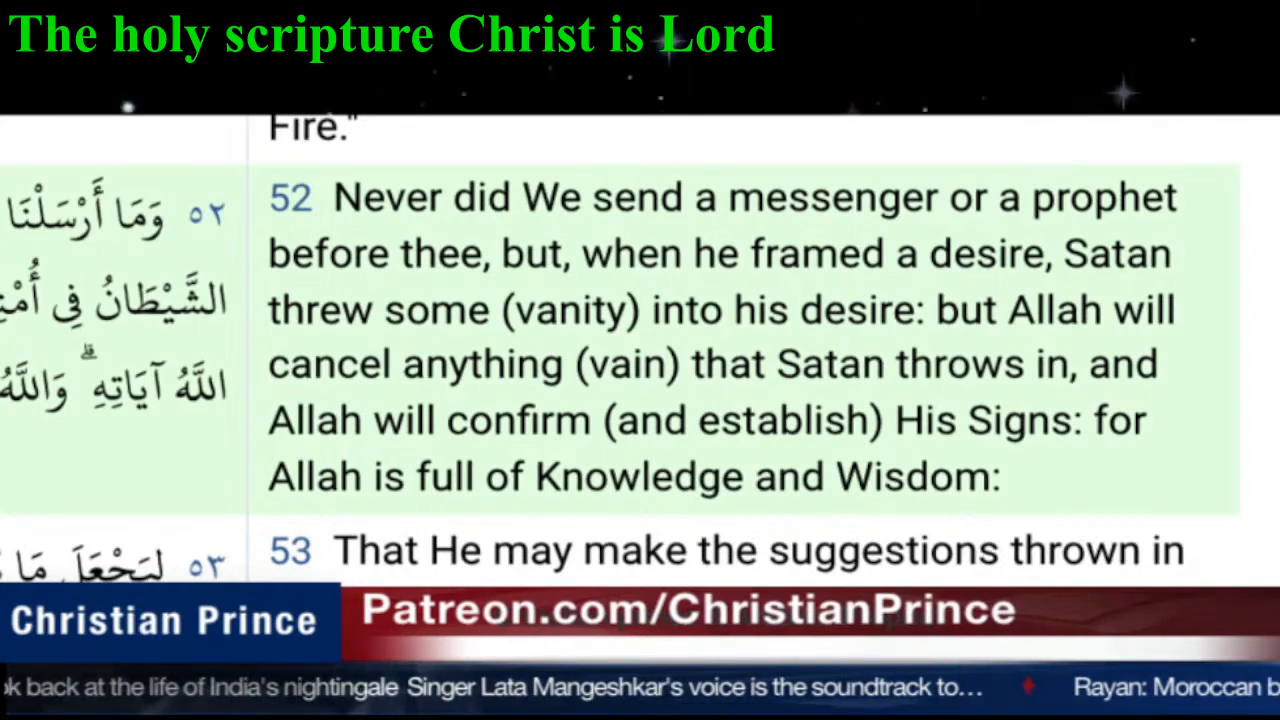 The holy scripture Christ is Lord
Fire."
٥٢ وَمَا أَرْسَلْنَا
الشَّيْطَانُ فِي
اللَّهُ آيَاتِهِ ۗ وَاللَّهُ
52 Never did We send a messenger or a prophet
before thee, but, when he framed a desire, Satan
threw some (vanity) into his desire: but Allah will
cancel anything (vain) that Satan throws in, and
Allah will confirm (and establish) His Signs: for
Allah is full of Knowledge and Wisdom:
٥٣ لِيَجْعَلَ مَا
53 That He may make the suggestions thrown in
Christian Prince
Patreon.com/ChristianPrince
back at the life of India's nightingale Singer Lata Mangeshkar's voice is the soundtrack to... Rayan: Moroccan